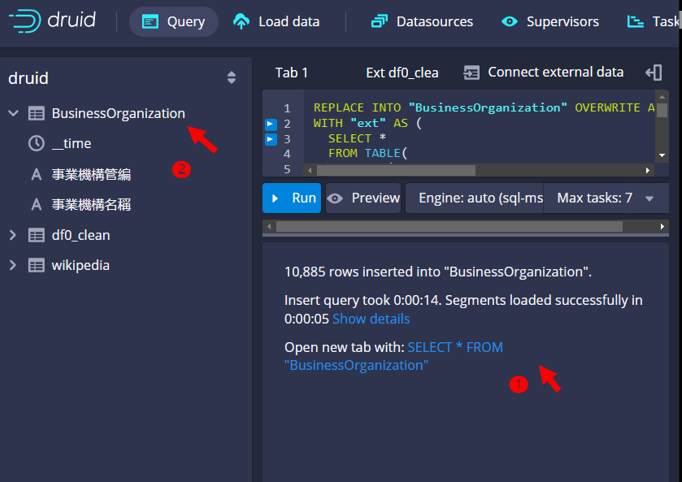 druid Query Load data Datasources Supervisors Task
druid
BusinessOrganization
__time
事業機構管編
事業機構名稱
df0_clean
wikipedia
2
Tab 1 Ext df0_clea Connect external data
1 REPLACE INTO "BusinessOrganization" OVERWRITE A
2 WITH "ext" AS (
3 SELECT *
4 FROM TABLE(
5
Run Preview Engine: auto (sql-ms Max tasks: 7
10,885 rows inserted into "BusinessOrganization".
Insert query took 0:00:14. Segments loaded successfully in
0:00:05 Show details
Open new tab with: SELECT * FROM
"BusinessOrganization"
1